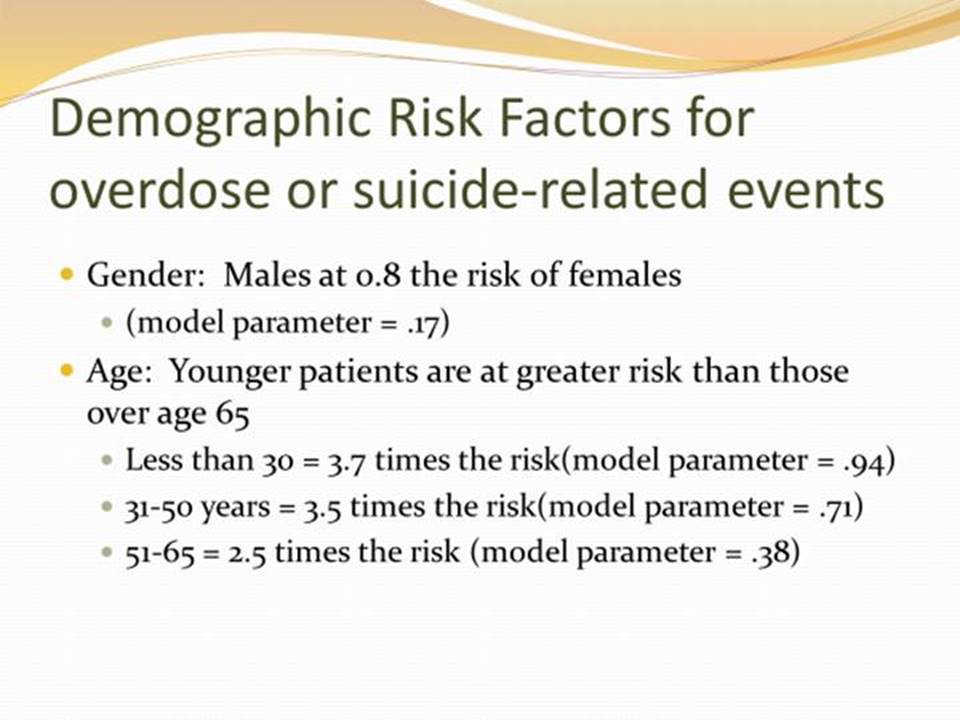 Demographic Risk Factors for
overdose or suicide-related events
Gender:  Males at 0.8 the risk of females
(model parameter = .17)
Age:  Younger patients are at greater risk than those
over age 65
Less than 30 = 3.7 times the risk(model parameter = .94)
31-50 years = 3.5 times the risk(model parameter = .71)
51-65 = 2.5 times the risk (model parameter = .38)